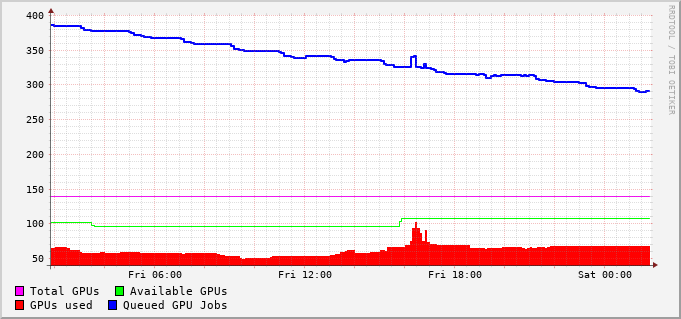 400
350
300
250
200
150
100
50
Fri 06:00 Fri 12:00 Fri 18:00 Sat 00:00
Total GPUs Available GPUs
GPUs used Queued GPU Jobs
RRDTOOL / TOBI OETIKER